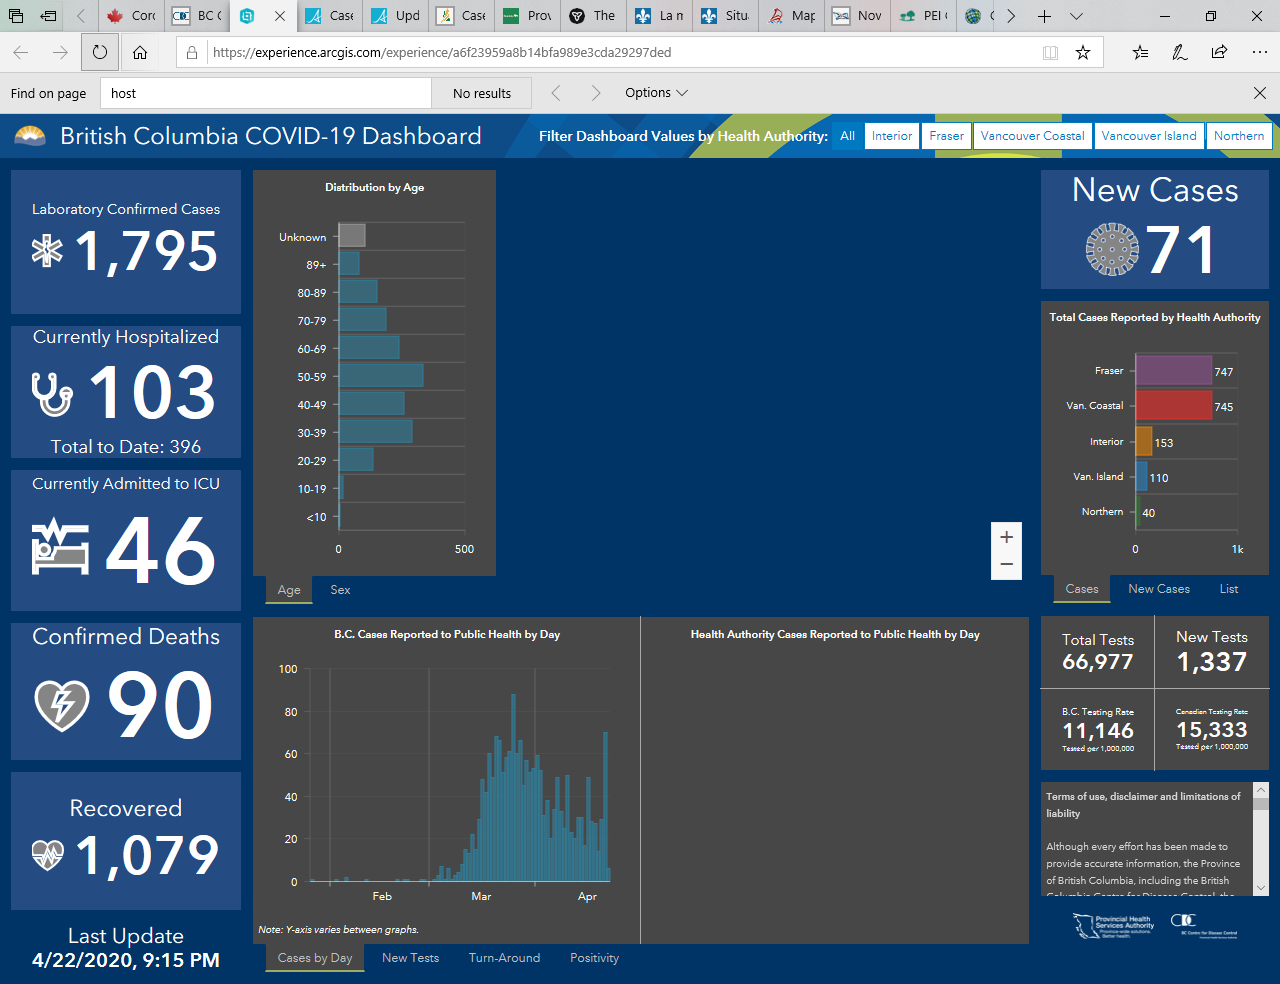 Corc
BC C
Case
Upd
Case
Prov
The
La n
Situ
Map
Nov
PEI (
https://experience.arcgis.com/experience/a6f23959a8b14bfa989e3cda29297ded
Find on page
host
No results
Options
British Columbia COVID-19 Dashboard
Filter Dashboard Values by Health Authority:
All
Interior
Fraser
Vancouver Coastal
Vancouver Island
Northern
Laboratory Confirmed Cases
1,795
Currently Hospitalized
103
Total to Date: 396
Currently Admitted to ICU
46
Confirmed Deaths
90
Recovered
1,079
Last Update
4/22/2020, 9:15 PM
Distribution by Age
Unknown
89+
80-89
70-79
60-69
50-59
40-49
30-39
20-29
10-19
<10
0
500
Age
Sex
+
−
B.C. Cases Reported to Public Health by Day
100
80
60
40
20
0
Feb
Mar
Apr
Note: Y-axis varies between graphs.
Health Authority Cases Reported to Public Health by Day
Cases by Day
New Tests
Turn-Around
Positivity
New Cases
71
Total Cases Reported by Health Authority
Fraser
747
Van. Coastal
745
Interior
153
Van. Island
110
Northern
40
0
1k
Cases
New Cases
List
Total Tests
66,977
New Tests
1,337
B.C. Testing Rate
11,146
Tested per 1,000,000
Canadian Testing Rate
15,333
Tested per 1,000,000
Terms of use, disclaimer and limitations of
liability
Although every effort has been made to
provide accurate information, the Province
of British Columbia, including the British
Columbia Centre for Disease Control, the
Provincial Health
Services Authority
Province-wide solutions.
Better health.
BC Centre for Disease Control